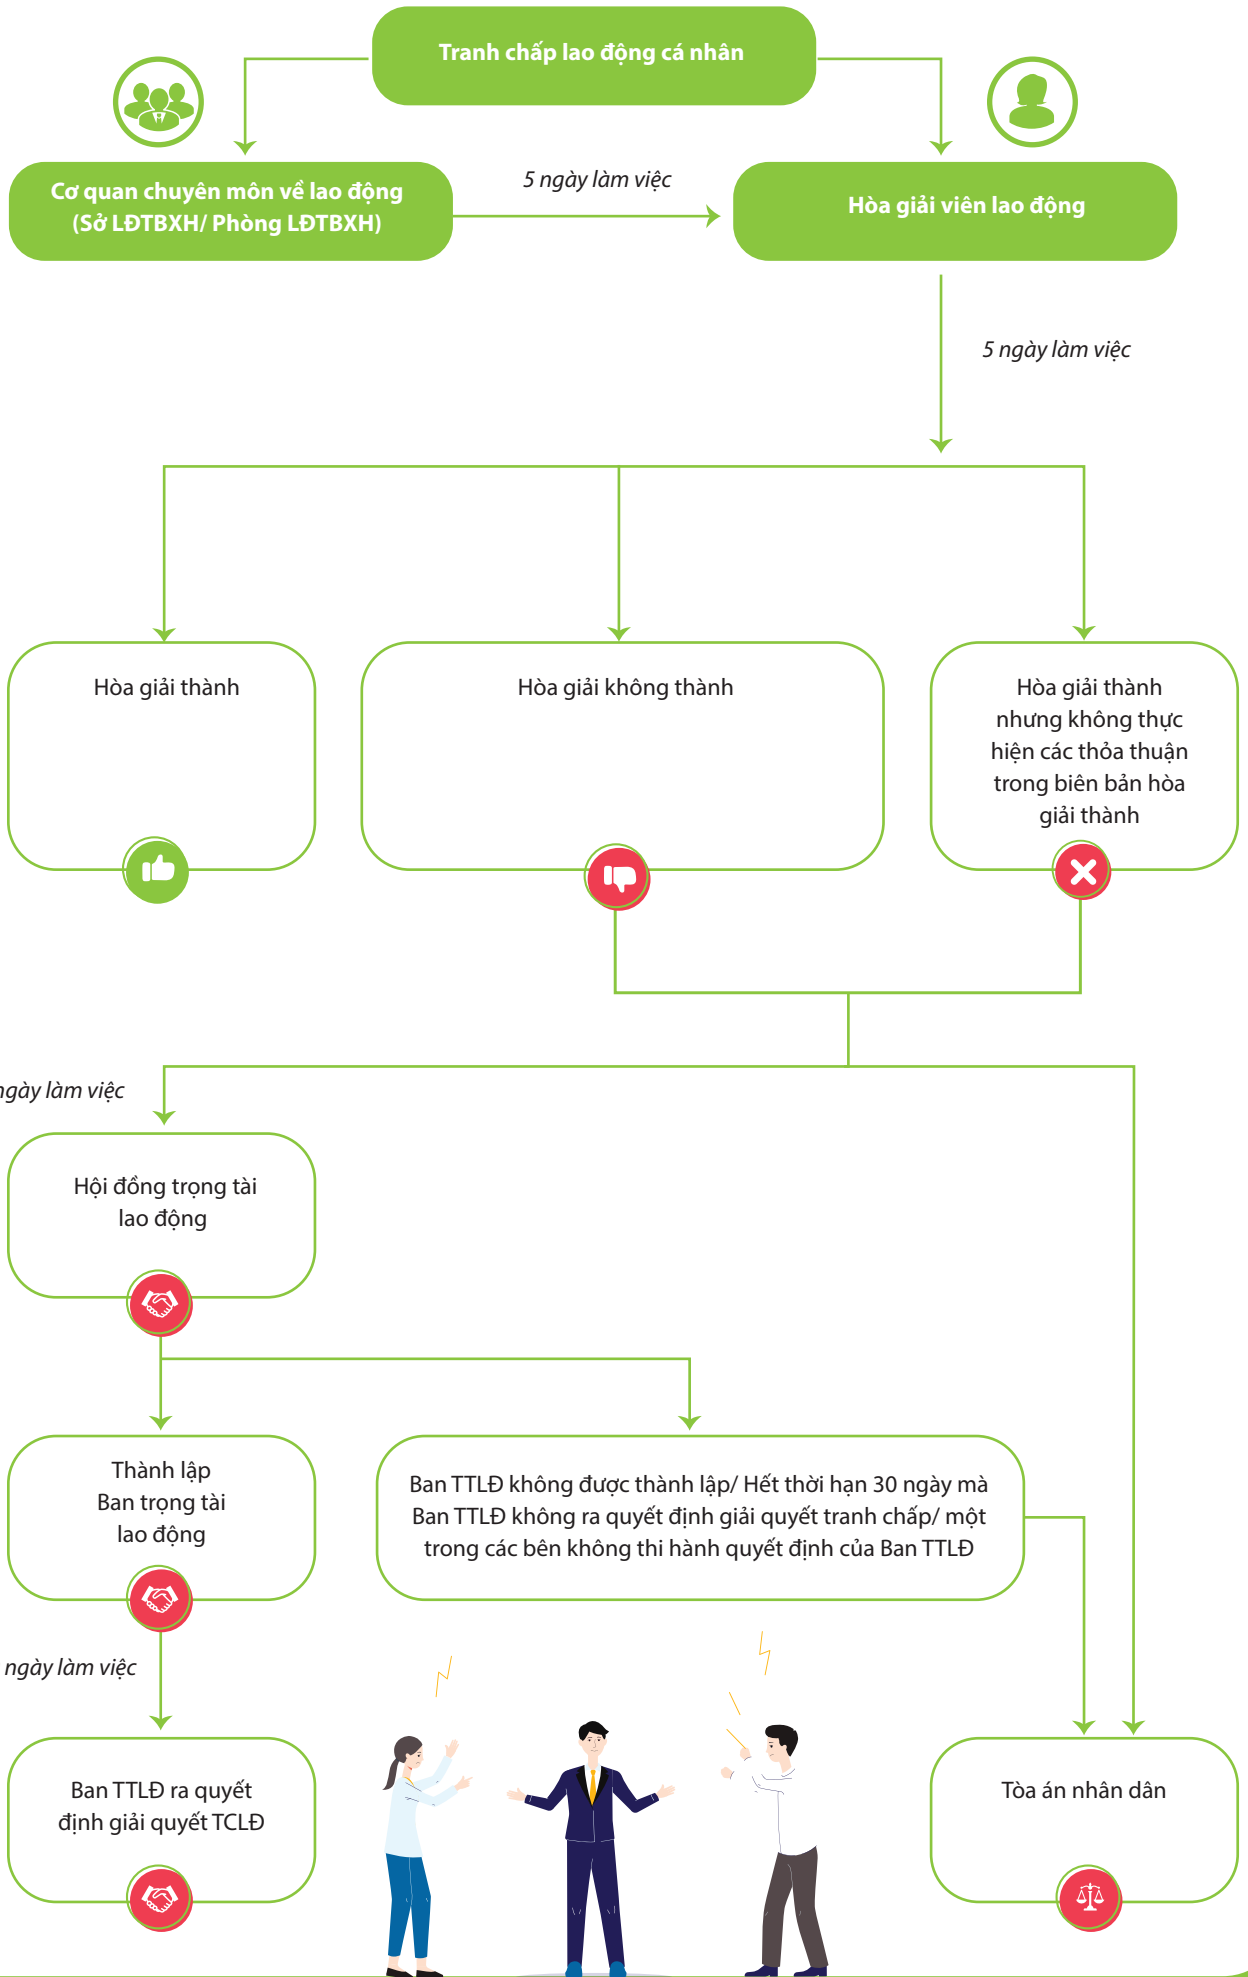 Tranh chấp lao động cá nhân
Cơ quan chuyên môn về lao động
(Sở LĐTBXH/ Phòng LĐTBXH)
5 ngày làm việc
Hòa giải viên lao động
5 ngày làm việc
Hòa giải thành
Hòa giải không thành
Hòa giải thành
nhưng không thực
hiện các thỏa thuận
trong biên bản hòa
giải thành
ngày làm việc
Hội đồng trọng tài
lao động
Thành lập
Ban trọng tài
lao động
Ban TTLĐ không được thành lập/ Hết thời hạn 30 ngày mà
Ban TTLĐ không ra quyết định giải quyết tranh chấp/ một
trong các bên không thi hành quyết định của Ban TTLĐ
ngày làm việc
Ban TTLĐ ra quyết
định giải quyết TCLĐ
Tòa án nhân dân